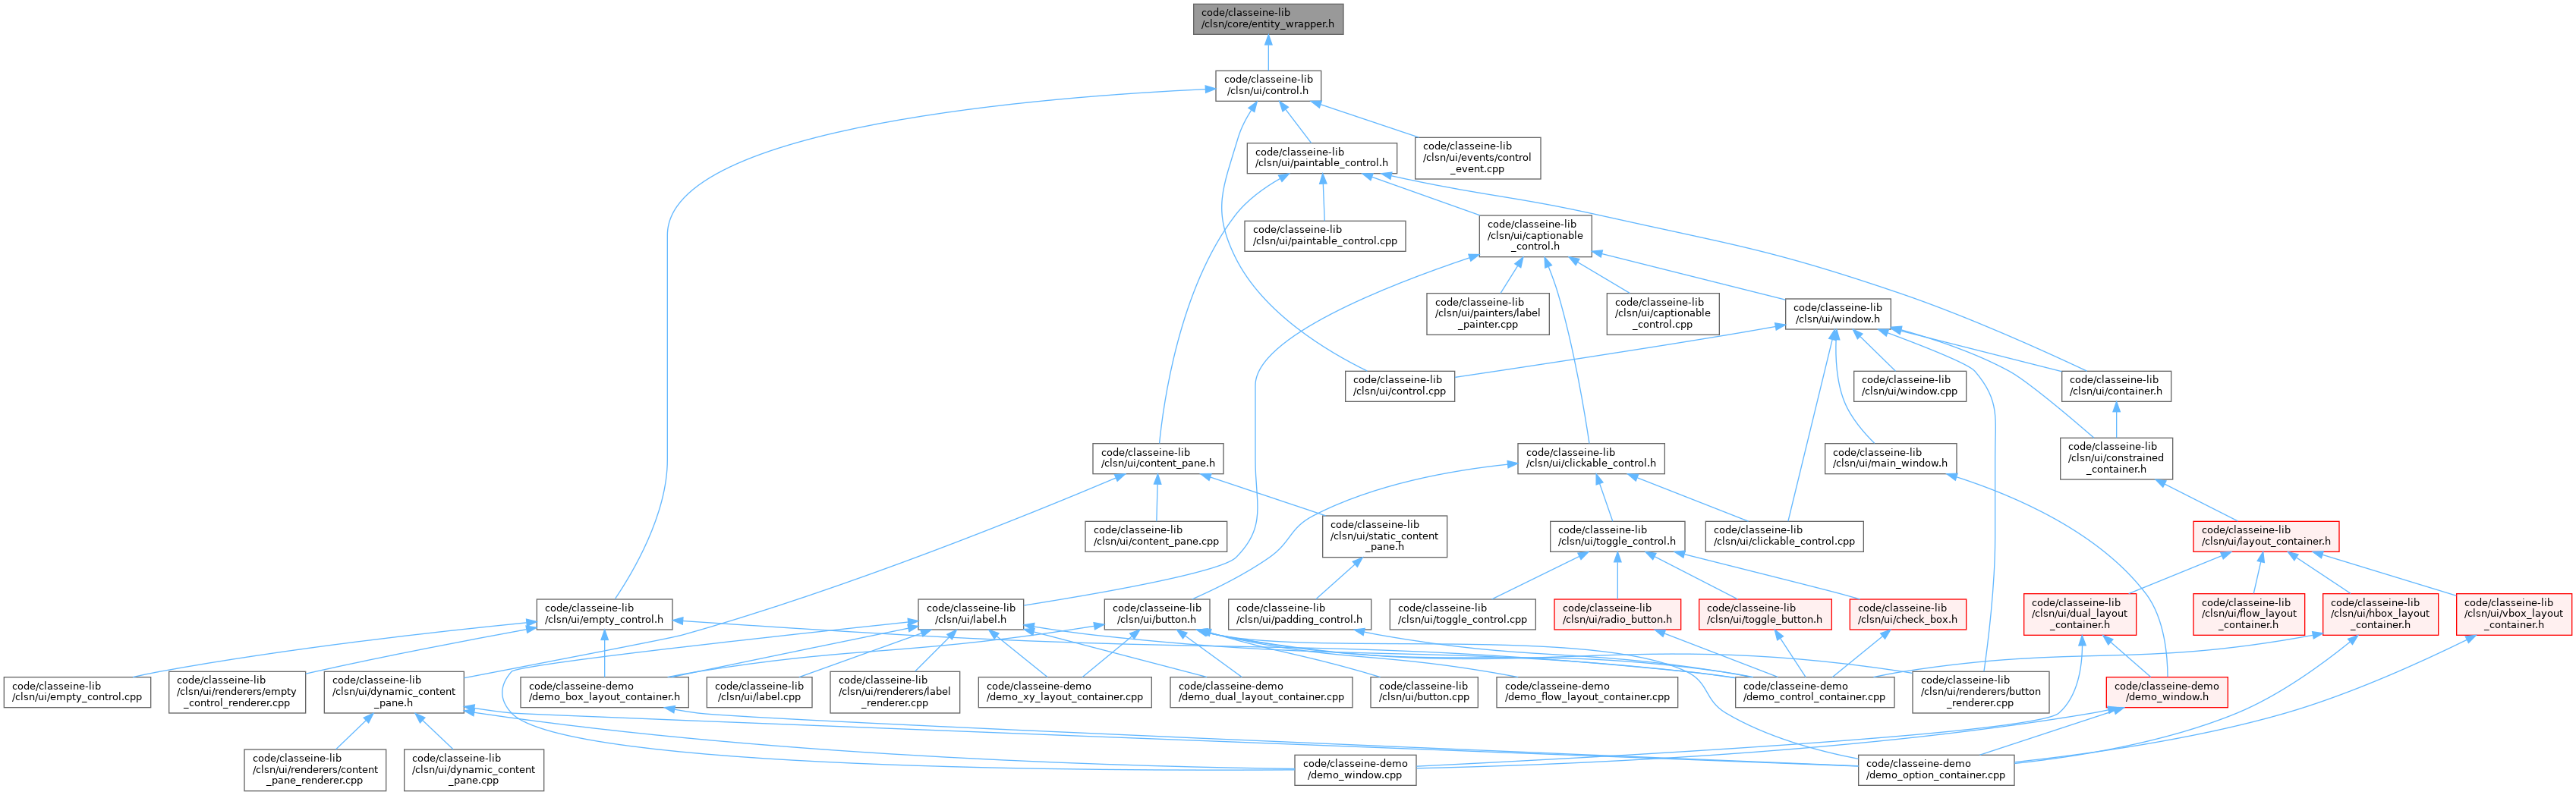 code/classeine-lib
/clsn/core/entity_wrapper.h
code/classeine-lib
/clsn/ui/control.h
code/classeine-lib
/clsn/ui/paintable_control.h
code/classeine-lib
/clsn/ui/events/control
_event.cpp
code/classeine-lib
/clsn/ui/paintable_control.cpp
code/classeine-lib
/clsn/ui/captionable
_control.h
code/classeine-lib
/clsn/ui/painters/label
_painter.cpp
code/classeine-lib
/clsn/ui/captionable
_control.cpp
code/classeine-lib
/clsn/ui/window.h
code/classeine-lib
/clsn/ui/control.cpp
code/classeine-lib
/clsn/ui/window.cpp
code/classeine-lib
/clsn/ui/container.h
code/classeine-lib
/clsn/ui/content_pane.h
code/classeine-lib
/clsn/ui/clickable_control.h
code/classeine-lib
/clsn/ui/main_window.h
code/classeine-lib
/clsn/ui/constrained
_container.h
code/classeine-lib
/clsn/ui/content_pane.cpp
code/classeine-lib
/clsn/ui/static_content
_pane.h
code/classeine-lib
/clsn/ui/toggle_control.h
code/classeine-lib
/clsn/ui/clickable_control.cpp
code/classeine-lib
/clsn/ui/layout_container.h
code/classeine-lib
/clsn/ui/empty_control.h
code/classeine-lib
/clsn/ui/label.h
code/classeine-lib
/clsn/ui/button.h
code/classeine-lib
/clsn/ui/padding_control.h
code/classeine-lib
/clsn/ui/toggle_control.cpp
code/classeine-lib
/clsn/ui/radio_button.h
code/classeine-lib
/clsn/ui/toggle_button.h
code/classeine-lib
/clsn/ui/check_box.h
code/classeine-lib
/clsn/ui/dual_layout
_container.h
code/classeine-lib
/clsn/ui/flow_layout
_container.h
code/classeine-lib
/clsn/ui/hbox_layout
_container.h
code/classeine-lib
/clsn/ui/vbox_layout
_container.h
code/classeine-lib
/clsn/ui/empty_control.cpp
code/classeine-lib
/clsn/ui/renderers/empty
_control_renderer.cpp
code/classeine-lib
/clsn/ui/dynamic_content
_pane.h
code/classeine-demo
/demo_box_layout_container.h
code/classeine-lib
/clsn/ui/label.cpp
code/classeine-lib
/clsn/ui/renderers/label
_renderer.cpp
code/classeine-demo
/demo_xy_layout_container.cpp
code/classeine-demo
/demo_dual_layout_container.cpp
code/classeine-lib
/clsn/ui/button.cpp
code/classeine-demo
/demo_flow_layout_container.cpp
code/classeine-demo
/demo_control_container.cpp
code/classeine-lib
/clsn/ui/renderers/button
_renderer.cpp
code/classeine-demo
/demo_window.h
code/classeine-lib
/clsn/ui/renderers/content
_pane_renderer.cpp
code/classeine-lib
/clsn/ui/dynamic_content
_pane.cpp
code/classeine-demo
/demo_window.cpp
code/classeine-demo
/demo_option_container.cpp